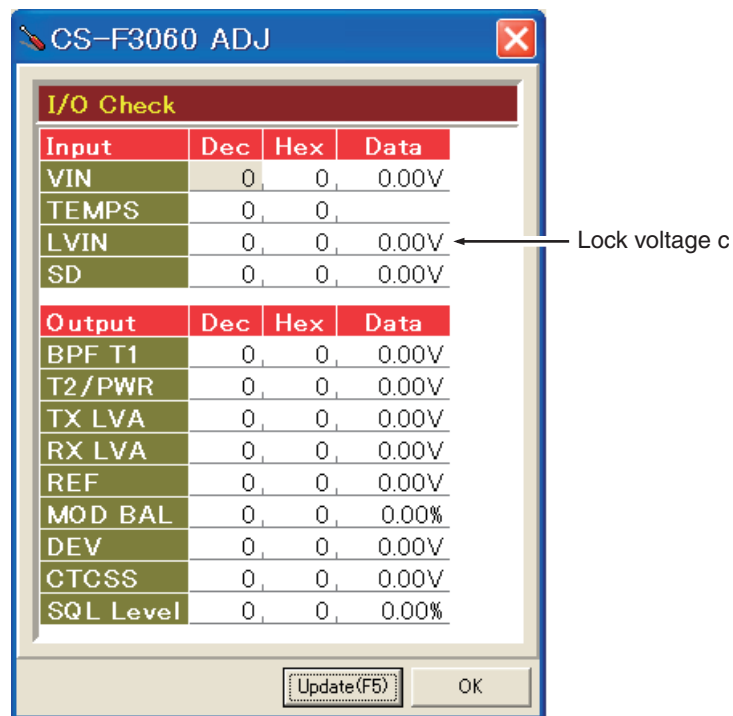 CS-F3060 ADJ
I/O Check
Input Dec Hex Data
VIN 0, 0, 0.00V
TEMPS 0, 0,
LVIN 0, 0, 0.00V
Lock voltage c
SD 0, 0, 0.00V
Output Dec Hex Data
BPF T1 0, 0, 0.00V
T2/PWR 0, 0, 0.00V
TX LVA 0, 0, 0.00V
RX LVA 0, 0, 0.00V
REF 0, 0, 0.00V
MOD BAL 0, 0, 0.00%
DEV 0, 0, 0.00V
CTCSS 0, 0, 0.00V
SQL Level 0, 0, 0.00%
Update(F5) OK